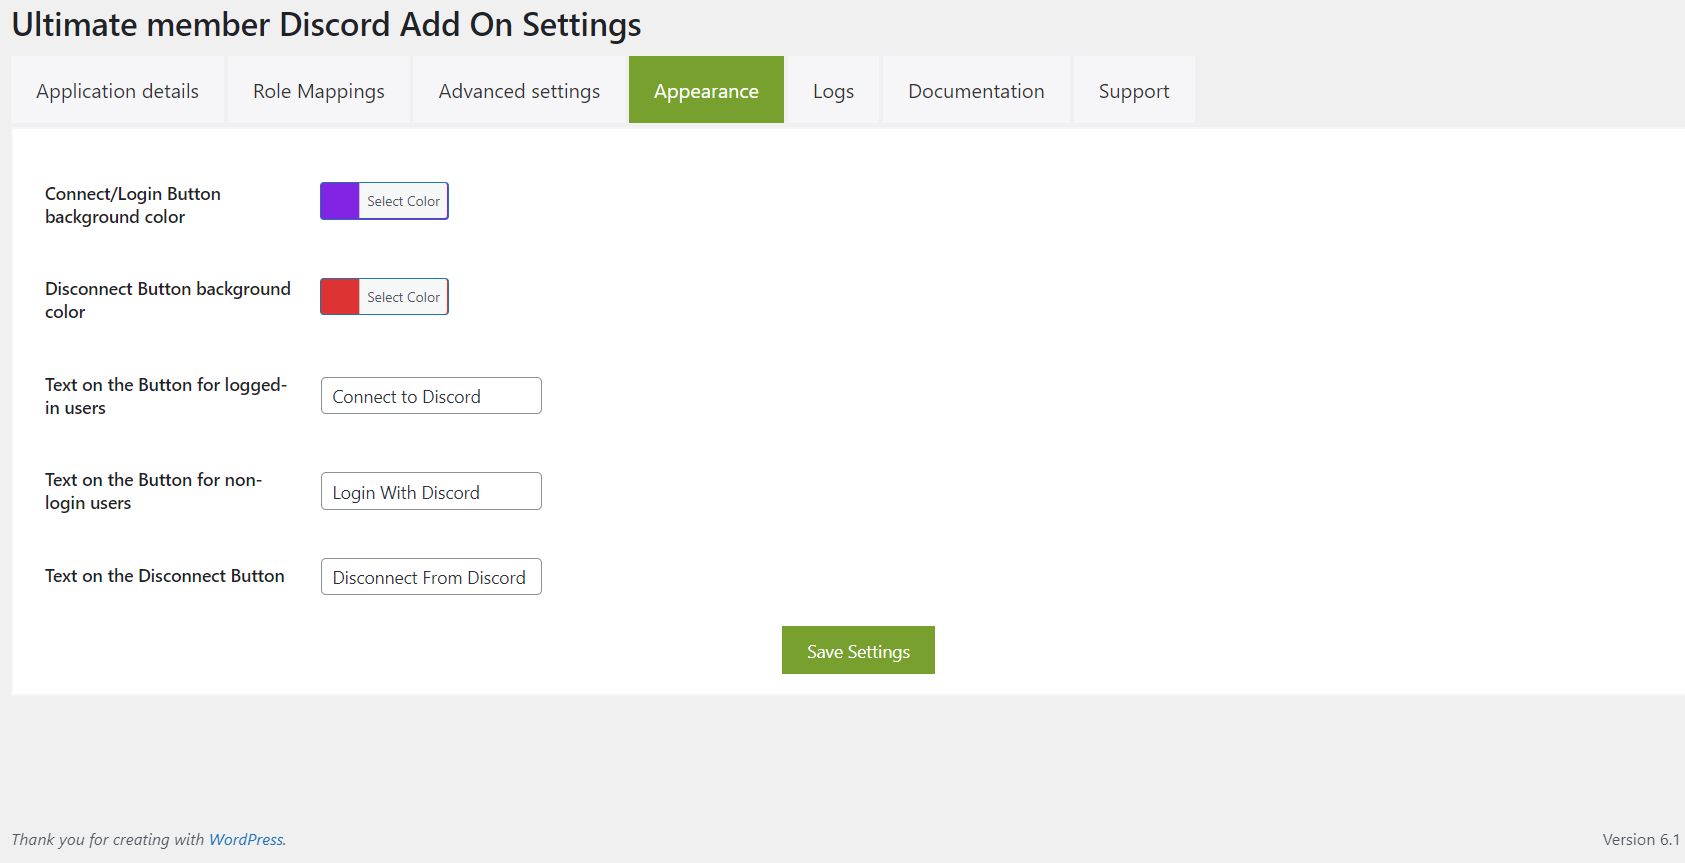 Ultimate member Discord Add On Settings
Application details Role Mappings Advanced settings Appearance Logs Documentation Support
Connect/Login Button
background color
Select Color
Disconnect Button background
color
Select Color
Text on the Button for logged-
in users
Connect to Discord
Text on the Button for non-
login users
Login With Discord
Text on the Disconnect Button
Disconnect From Discord
Save Settings
Thank you for creating with WordPress.
Version 6.1